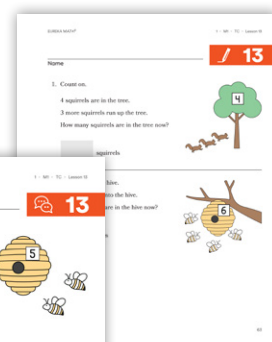 EUREKA MATH²
1 ▸ M1 ▸ TC ▸ Lesson 13
13
Name
1. Count on.
4 squirrels are in the tree.
3 more squirrels run up the tree.
How many squirrels are in the tree now?
4
squirrels
hive.
into the hive.
are in the hive now?
6
1 ▸ M1 ▸ TC ▸ Lesson 13
13
5